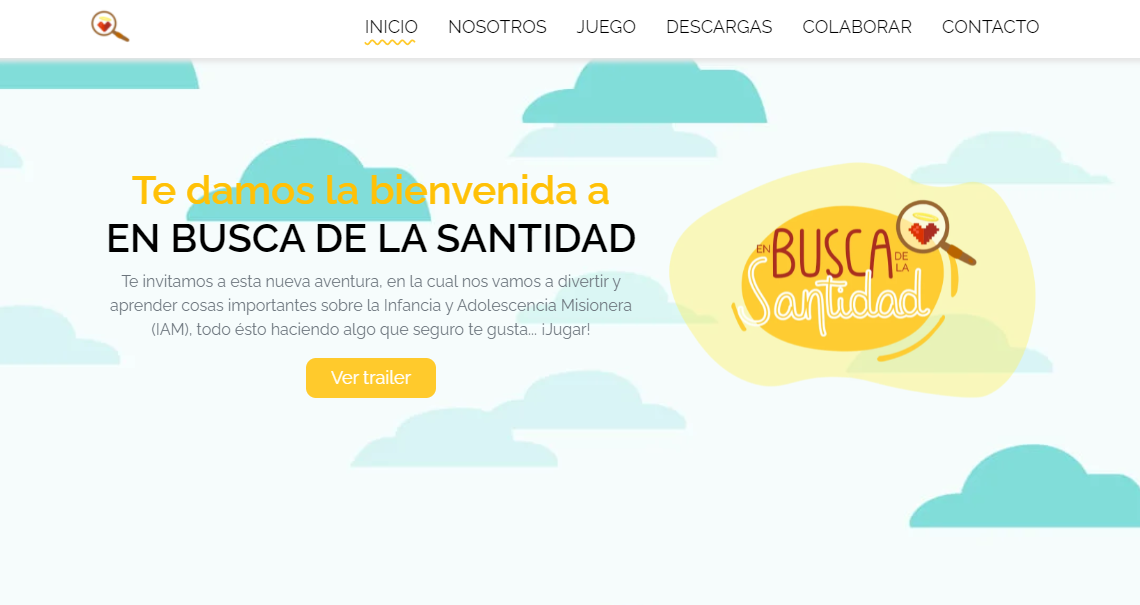 INICIO NOSOTROS JUEGO DESCARGAS COLABORAR CONTACTO
Te damos la bienvenida a
EN BUSCA DE LA SANTIDAD
Te invitamos a esta nueva aventura, en la cual nos vamos a divertir y
aprender cosas importantes sobre la Infancia y Adolescencia Misionera
(IAM), todo ésto haciendo algo que seguro te gusta... ¡Jugar!
Ver trailer
EN BUSCA DE
LA
Santidad